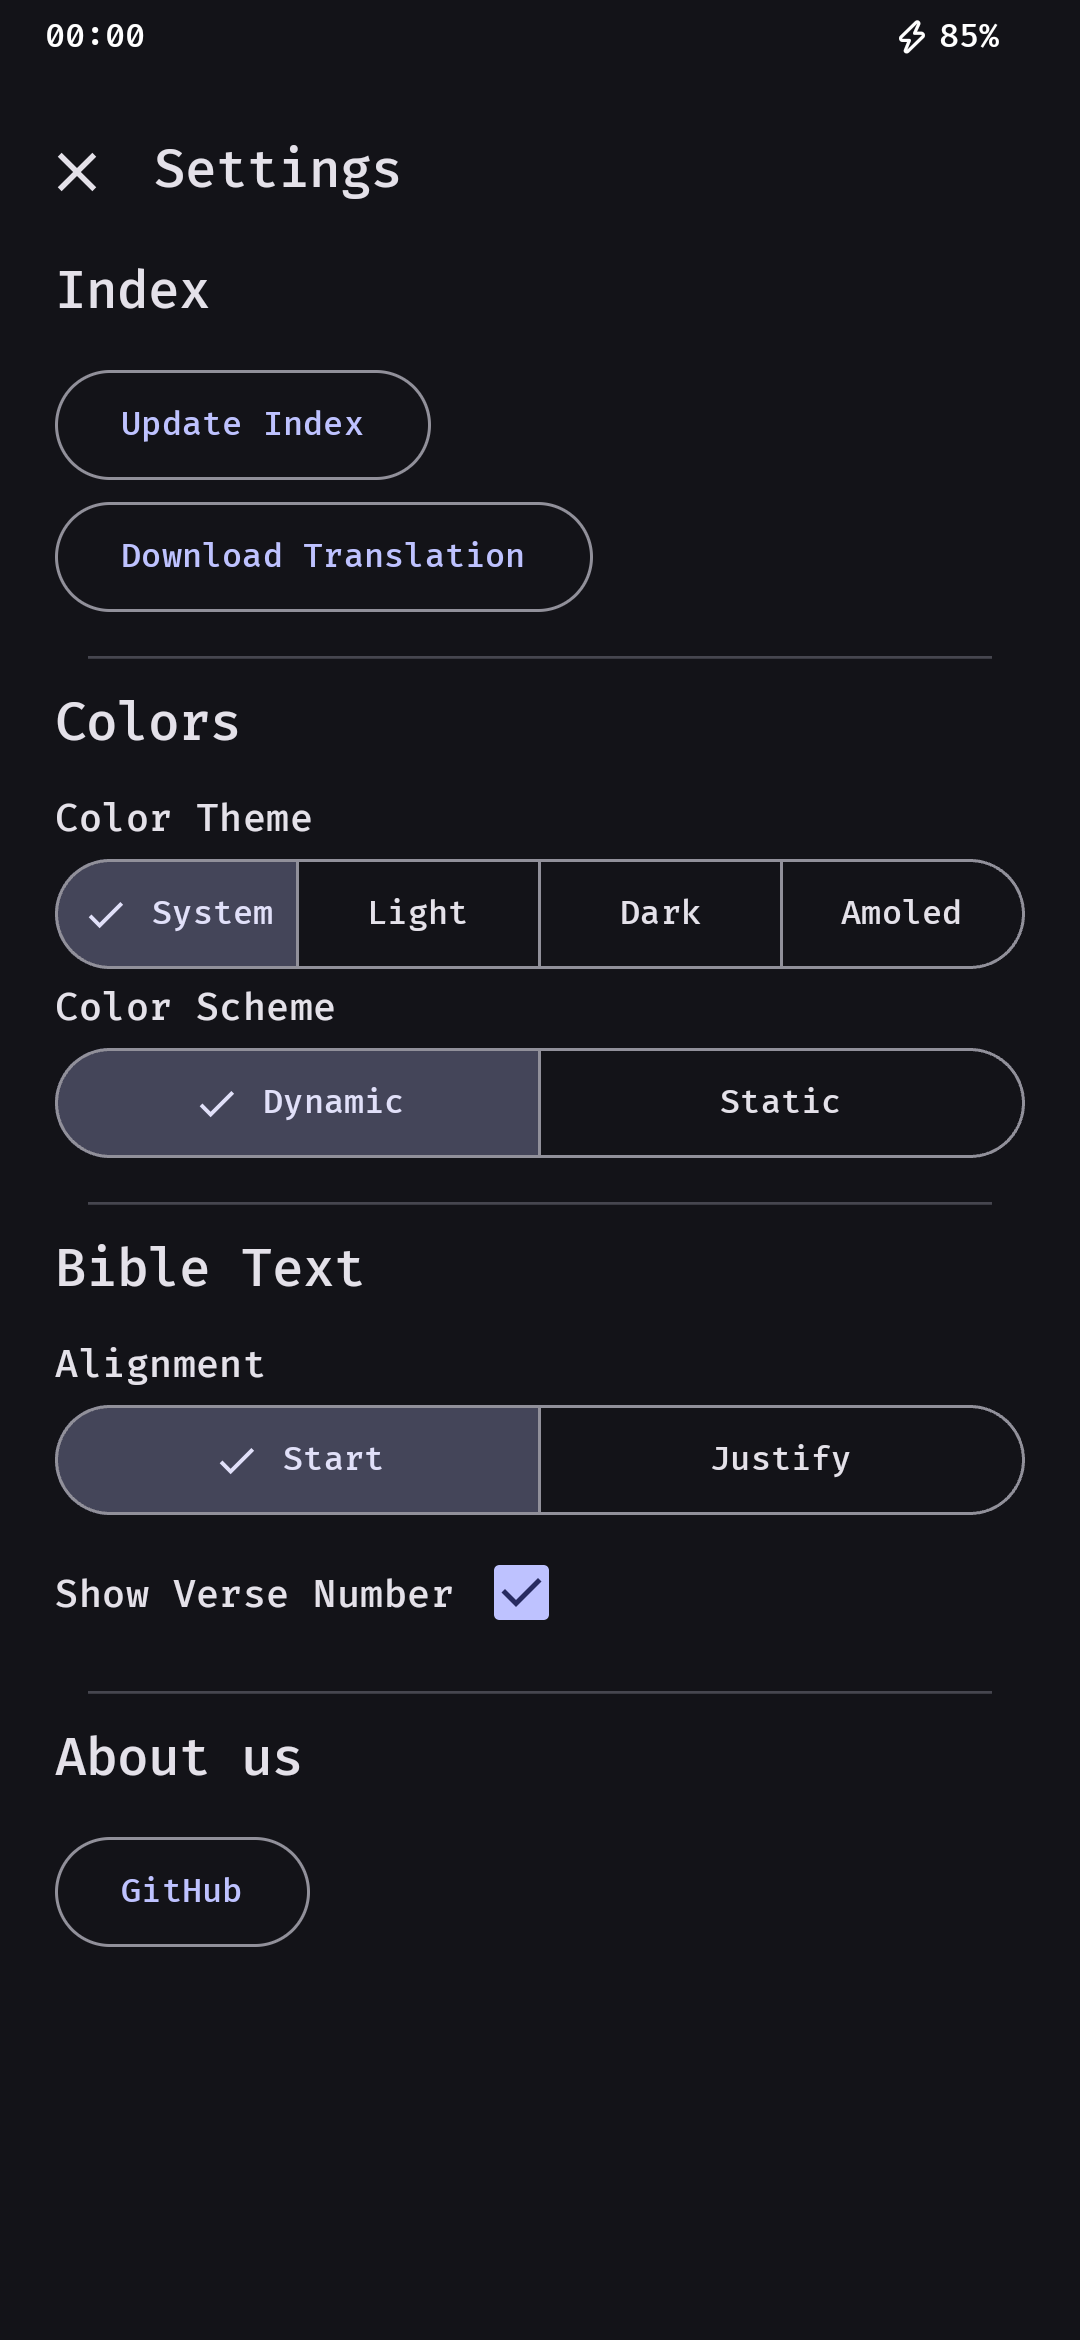 00:00 85%
Settings
Index
Update Index
Download Translation
Colors
Color Theme
System Light Dark Amoled
Color Scheme
Dynamic Static
Bible Text
Alignment
Start Justify
Show Verse Number
About us
GitHub